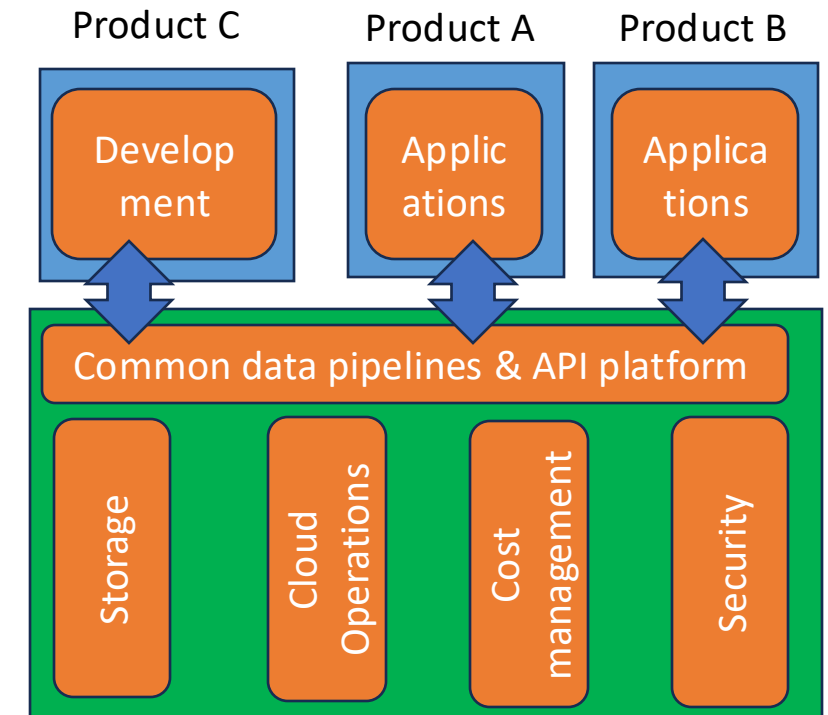 Product C
Product A
Product B
Develop
ment
Applic
ations
Applica
tions
Common data pipelines & API platform
Storage
Cloud
Operations
Cost
management
Security